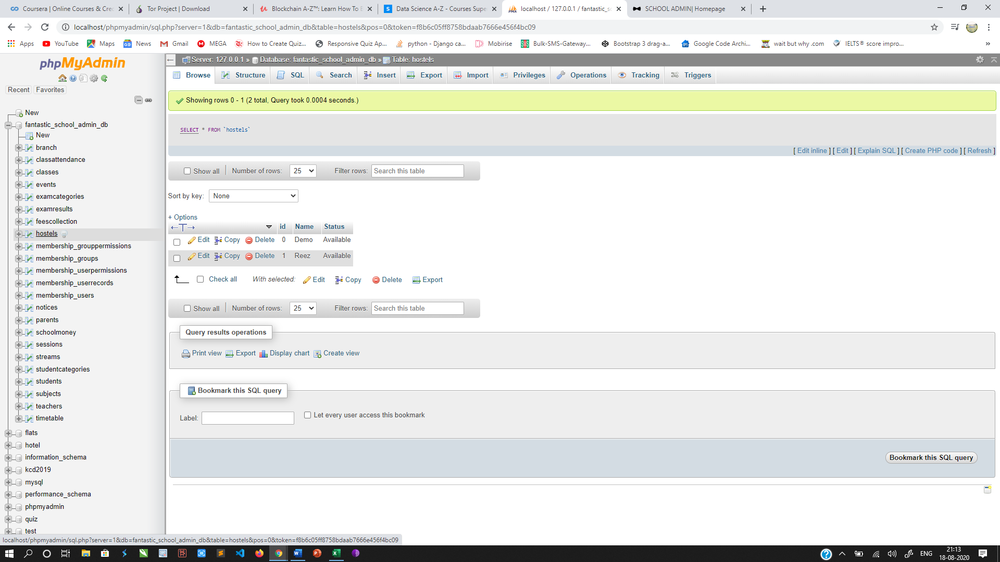 Coursera | Online Courses & Cred
Tor Project | Download
Blockchain A-Z™: Learn How To B
Data Science A-Z - Courses Supe
localhost / 127.0.0.1 / fantastic_sc
SCHOOL ADMIN| Homepage
localhost/phpmyadmin/sql.php?server=1&db=fantastic_school_admin_db&table=hostels&pos=0&token=f8b6c05ff8758bdaab7666e456f4bc09
Apps YouTube Maps News Gmail MEGA How to Create Quiz... Responsive Quiz Ap... python - Django ca... Mobirise Bulk-SMS-Gateway... Bootstrap 3 drag-a... Google Code Archi... wait but why .com IELTS® score impro... »
phpMyAdmin
Recent Favorites
New
fantastic_school_admin_db
New
branch
classattendance
classes
events
examcategories
examresults
feescollection
hostels
membership_grouppermissions
membership_groups
membership_userpermissions
membership_userrecords
membership_users
notices
parents
schoolmoney
sessions
streams
studentcategories
students
subjects
teachers
timetable
flats
hotel
information_schema
kcd2019
mysql
performance_schema
phpmyadmin
quiz
test
Server: 127.0.0.1 » Database: fantastic_school_admin_db » Table: hostels
Browse Structure SQL Search Insert Export Import Privileges Operations Tracking Triggers
Showing rows 0 - 1 (2 total, Query took 0.0004 seconds.)
SELECT * FROM `hostels`
[ Edit inline ] [ Edit ] [ Explain SQL ] [ Create PHP code ] [ Refresh ]
Show all Number of rows: 25 Filter rows: Search this table
Sort by key: None
+ Options
←T→ id Name Status
Edit Copy Delete 0 Demo Available
Edit Copy Delete 1 Reez Available
Check all With selected: Edit Copy Delete Export
Show all Number of rows: 25 Filter rows: Search this table
Query results operations
Print view Export Display chart Create view
Bookmark this SQL query
Label: Let every user access this bookmark
Bookmark this SQL query
localhost/phpmyadmin/sql.php?server=1&db=fantastic_school_admin_db&table=hostels&pos=0&token=f8b6c05ff8758bdaab7666e456f4bc09
ENG
21:13
18-08-2020